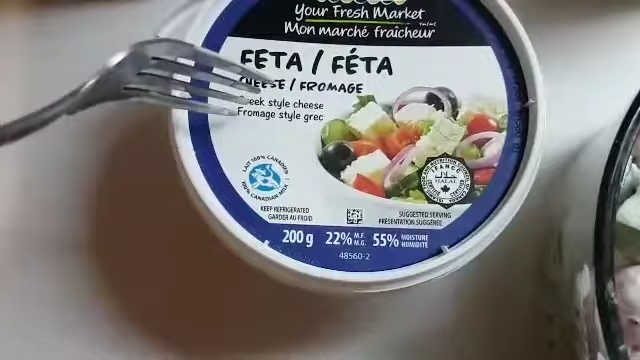 Your Fresh Market
Mon marché fraîcheur
FETA / FÉTA
CHEESE / FROMAGE
Greek style cheese
Fromage style grec
LAIT 100% CANADIEN
100% CANADIAN MILK
HALAL
KEEP REFRIGERATED
GARDER AU FROID
SUGGESTED SERVING
PRÉSENTATION SUGGÉRÉE
200 g 22% M.F. M.G. 55% MOISTURE HUMIDITÉ
48560-2